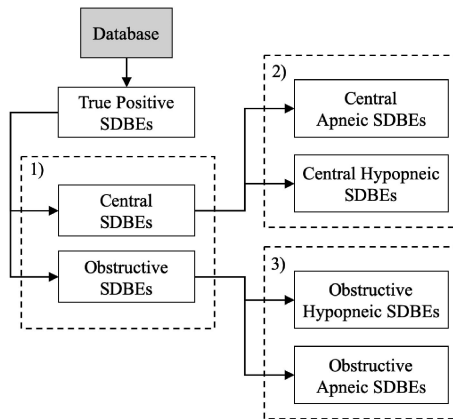 Database
True Positive
SDBEs
1)
Central
SDBEs
Obstructive
SDBEs
2)
Central
Apneic SDBEs
Central Hypopneic
SDBEs
3)
Obstructive
Hypopneic SDBEs
Obstructive
Apneic SDBEs